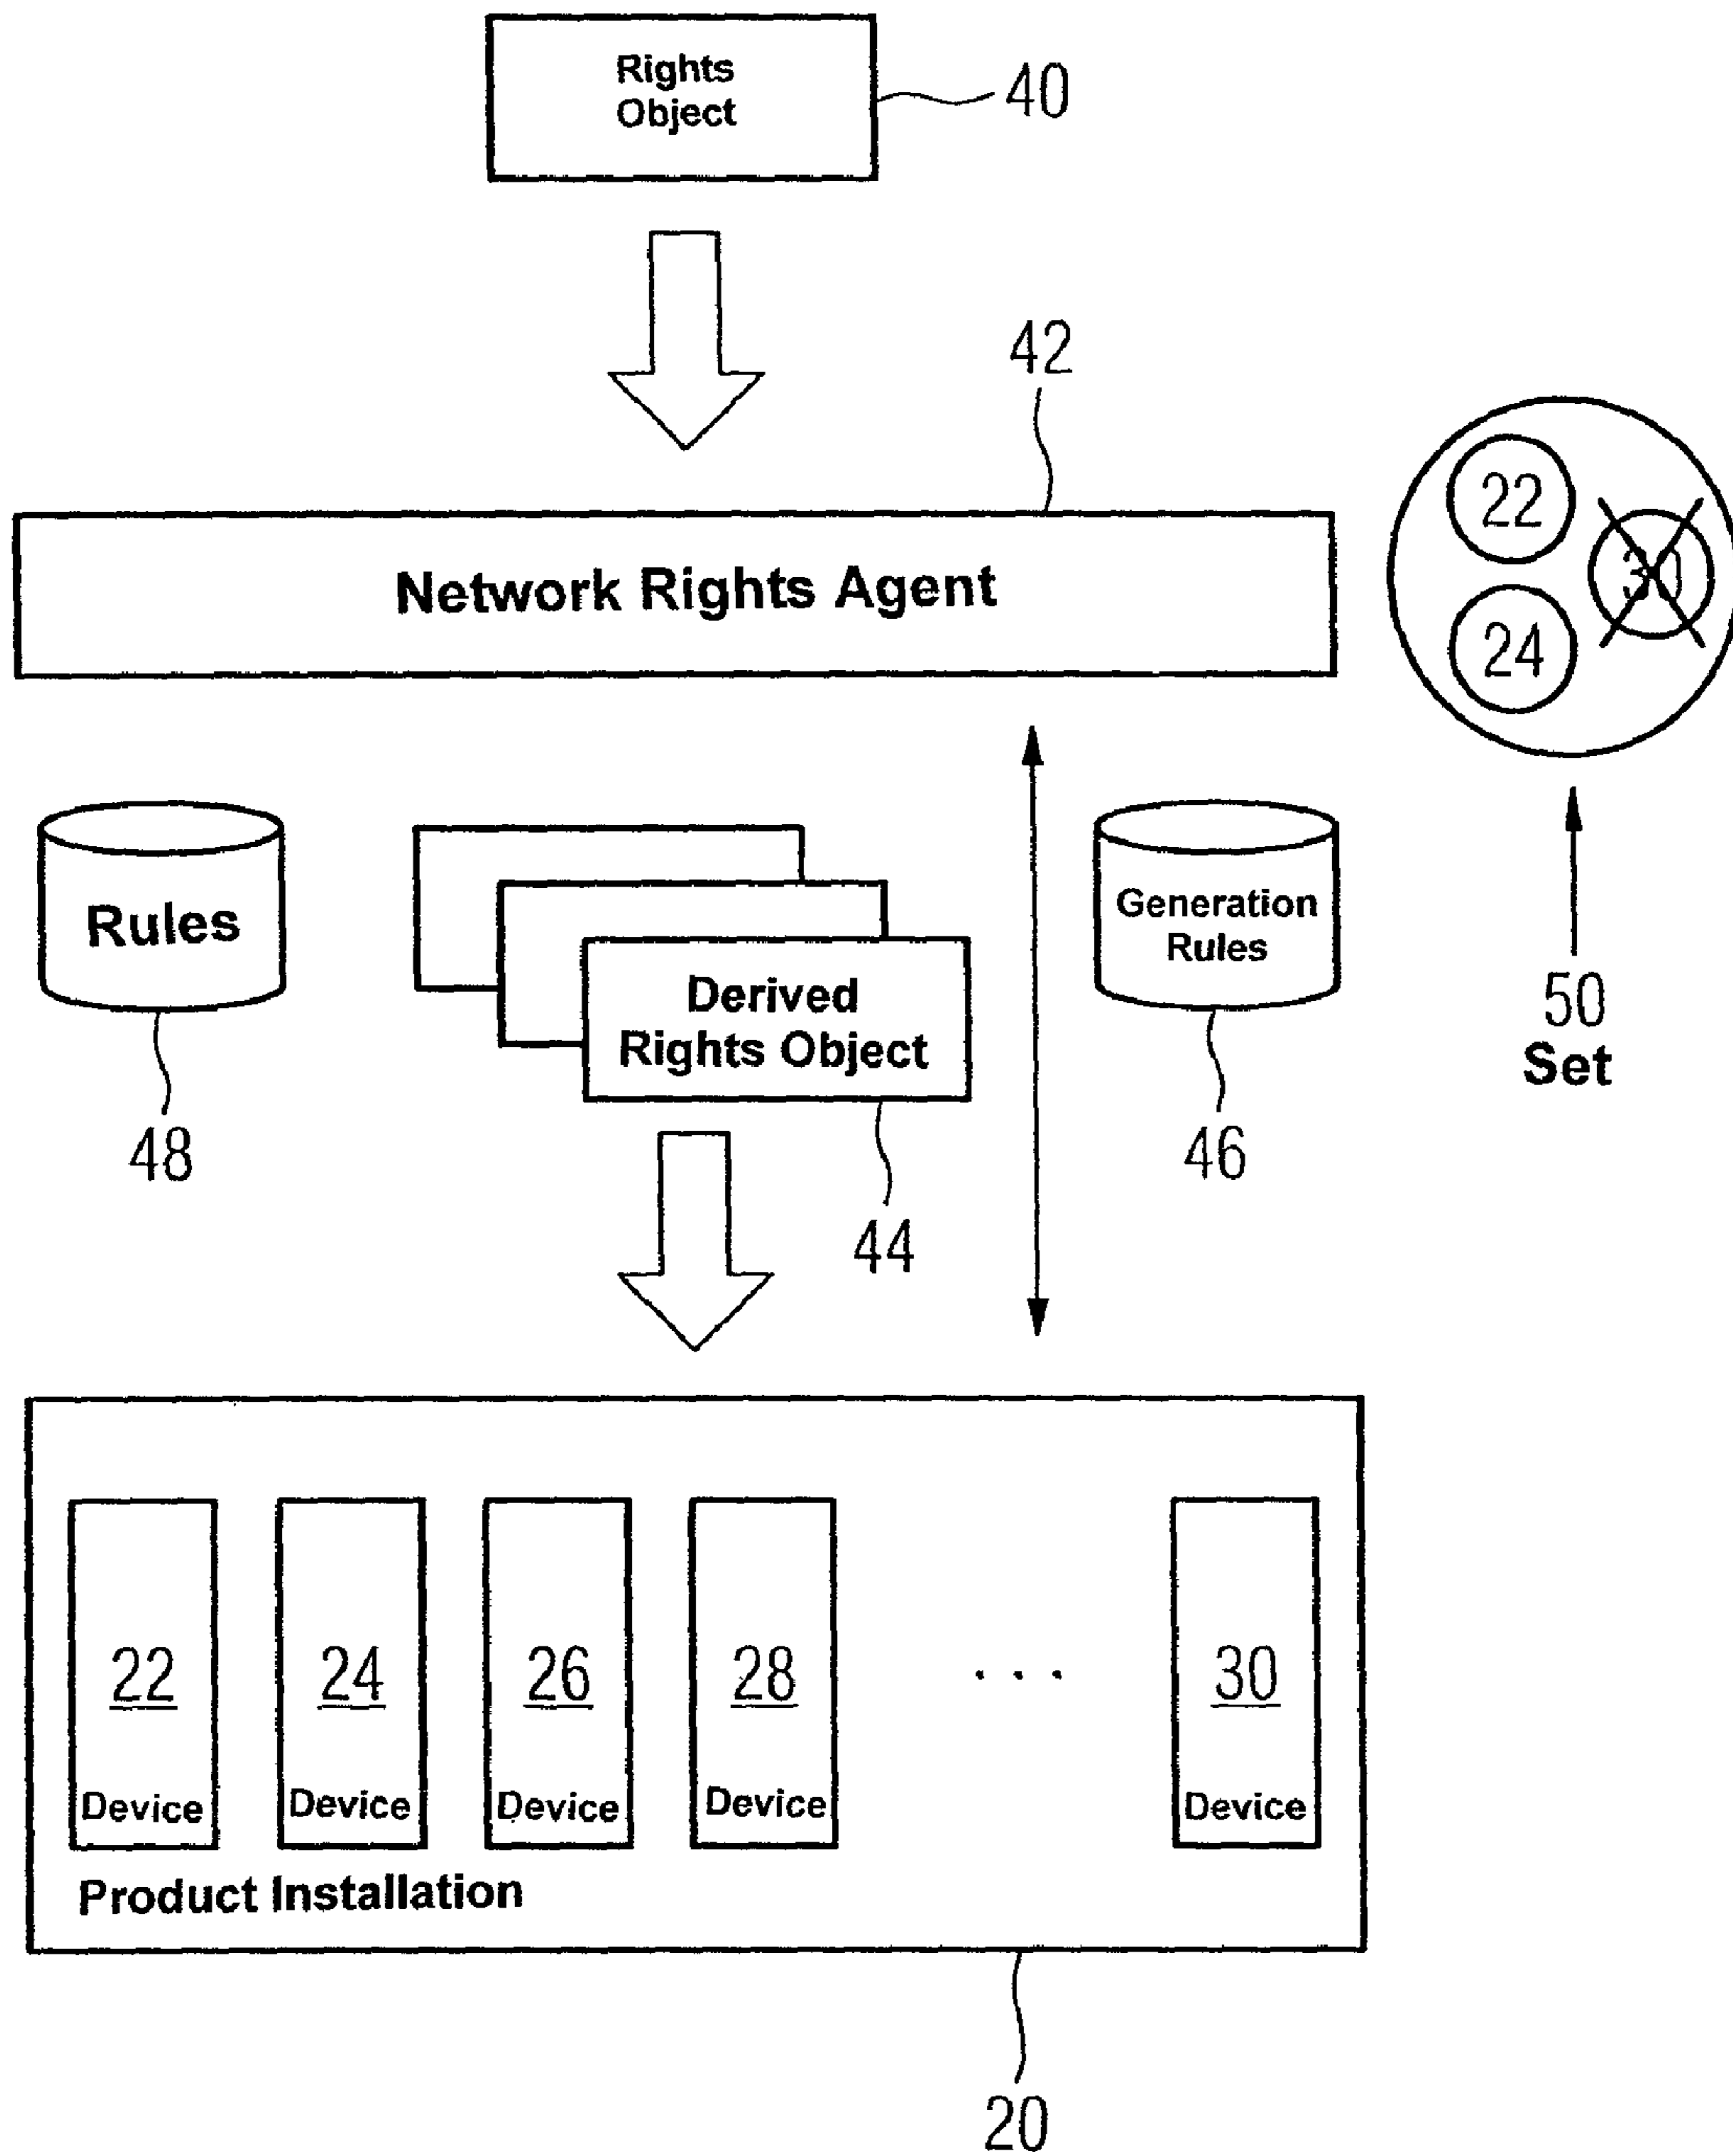 Rights
Object
40
42
Network Rights Agent
22
30
24
Rules
Derived
Rights Object
Generation
Rules
50
Set
48
44
46
22
24
26
28
...
30
Device
Device
Device
Device
Device
Product Installation
20